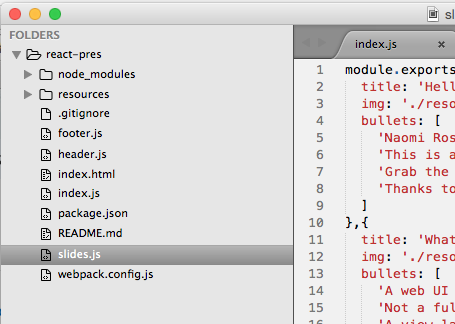 sl
FOLDERS
react-pres
node_modules
resources
.gitignore
footer.js
header.js
index.html
index.js
package.json
README.md
slides.js
webpack.config.js
index.js ×
1 module.exports
2 title: 'Hell
3 img: './reso
4 bullets: [
5 'Naomi Ros
6 'This is a
7 'Grab the
8 'Thanks to
9 ]
10 },{
11 title: 'What
12 img: './reso
13 bullets: [
14 'A web UI
15 'Not a ful
16 'A view la